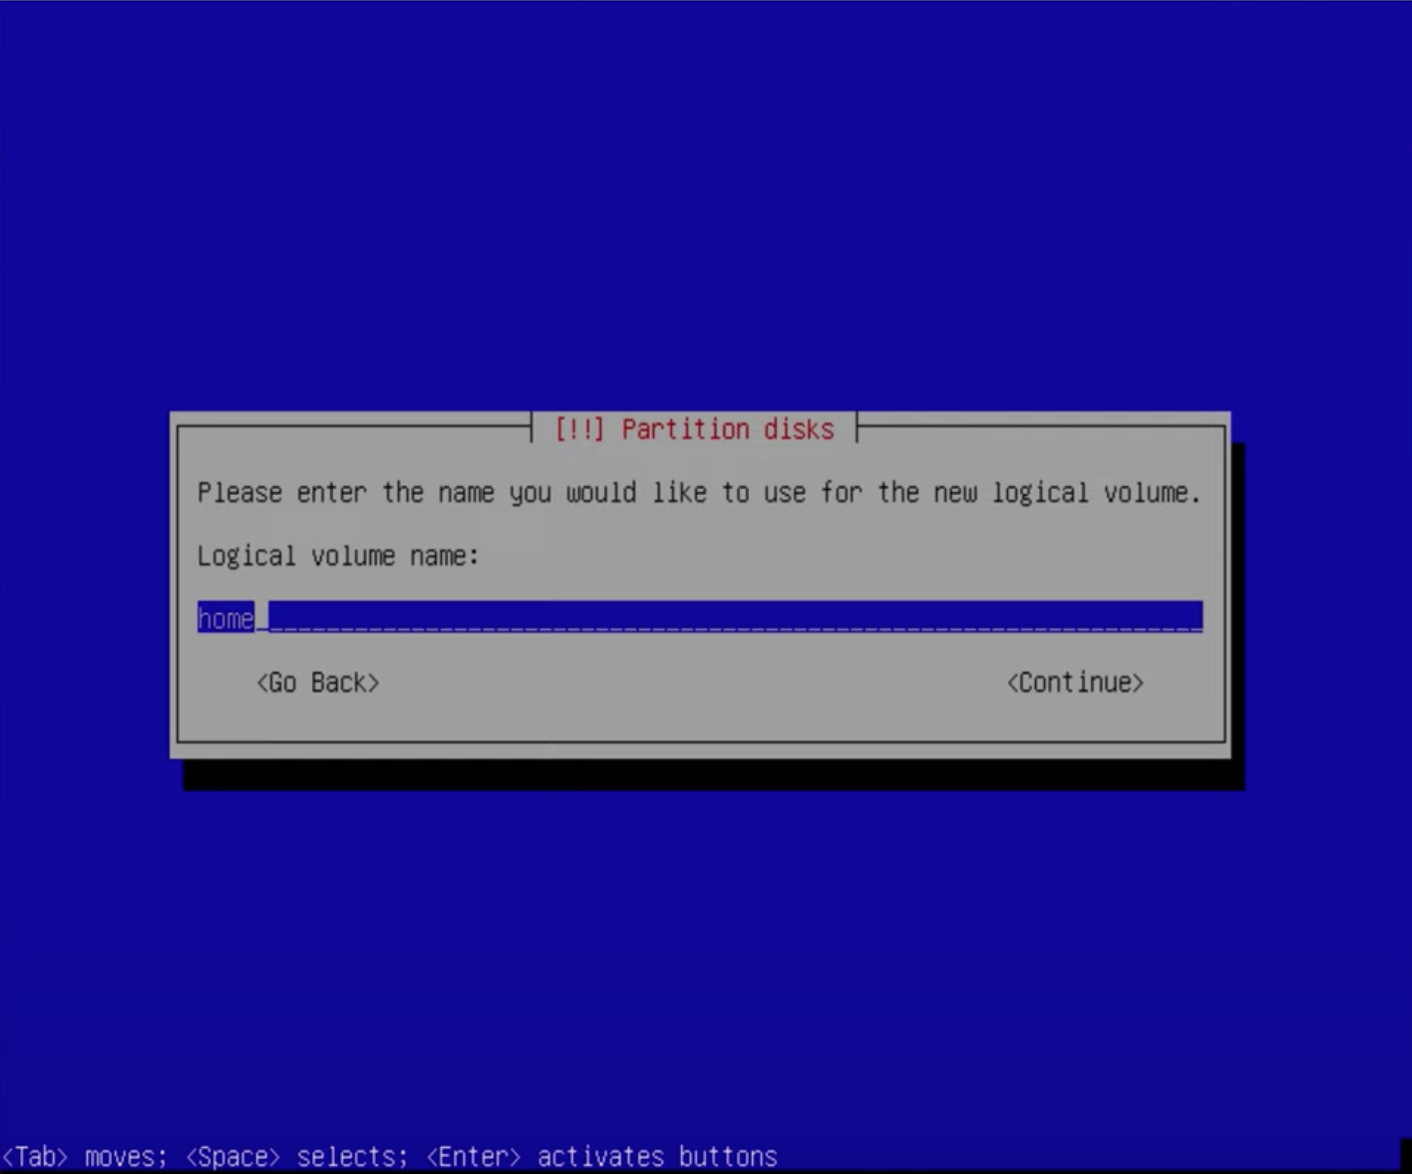 [!!] Partition disks
Please enter the name you would like to use for the new logical volume.
Logical volume name:
home
<Go Back> <Continue>
<Tab> moves; <Space> selects; <Enter> activates buttons